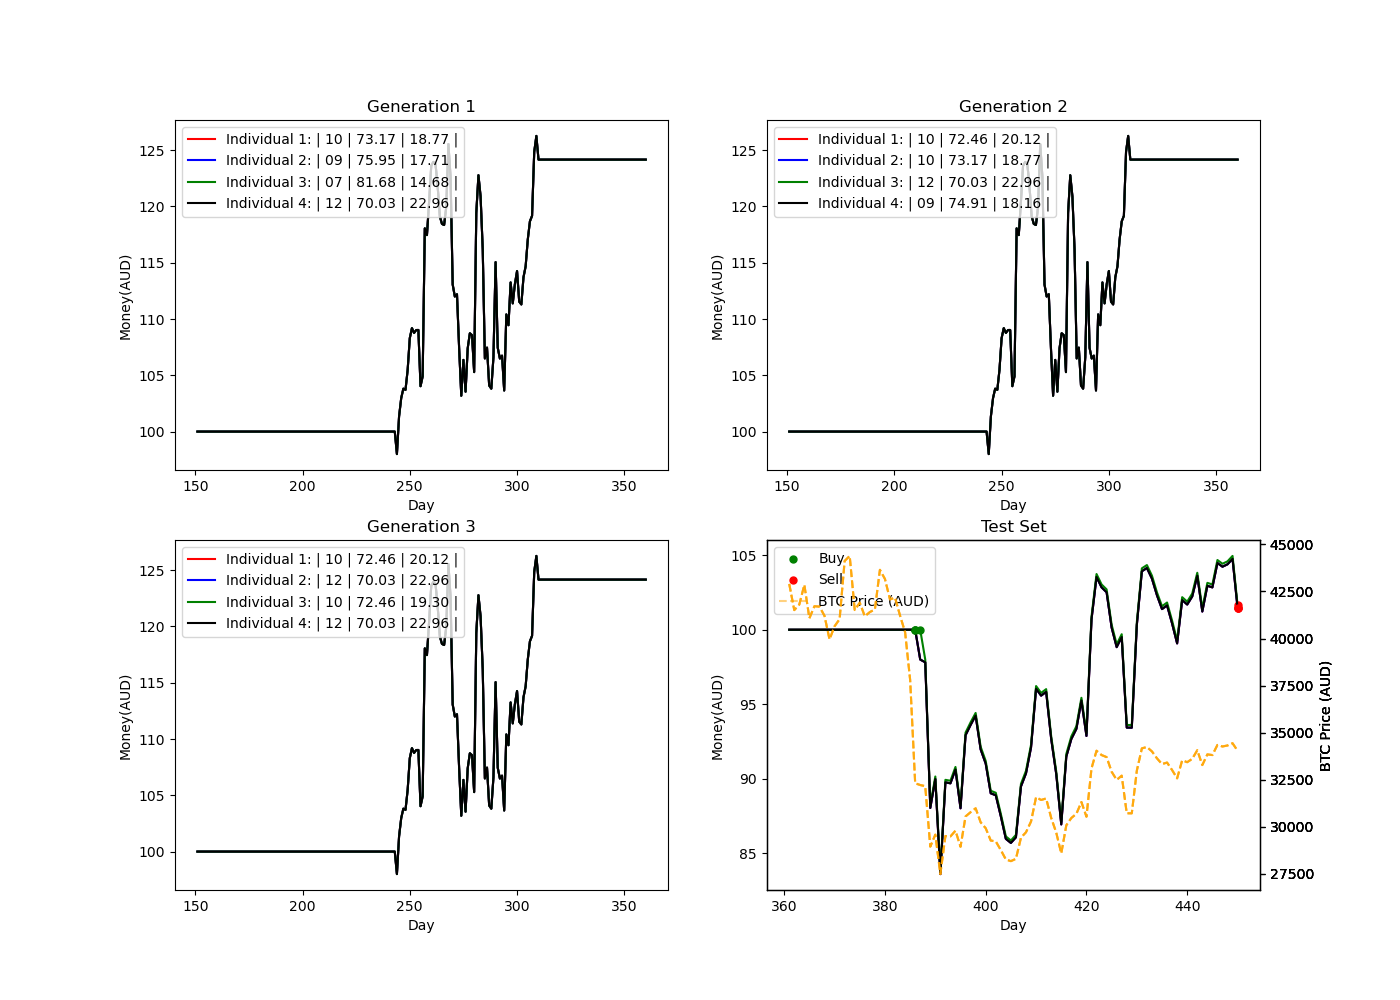 Generation 1
Individual 1: | 10 | 73.17 | 18.77 |
Individual 2: | 09 | 75.95 | 17.71 |
Individual 3: | 07 | 81.68 | 14.68 |
Individual 4: | 12 | 70.03 | 22.96 |
125
120
115
110
105
100
Money(AUD)
150 200 250 300 350
Day
Generation 2
Individual 1: | 10 | 72.46 | 20.12 |
Individual 2: | 10 | 73.17 | 18.77 |
Individual 3: | 12 | 70.03 | 22.96 |
Individual 4: | 09 | 74.91 | 18.16 |
125
120
115
110
105
100
Money(AUD)
150 200 250 300 350
Day
Generation 3
Individual 1: | 10 | 72.46 | 20.12 |
Individual 2: | 12 | 70.03 | 22.96 |
Individual 3: | 10 | 72.46 | 19.30 |
Individual 4: | 12 | 70.03 | 22.96 |
125
120
115
110
105
100
Money(AUD)
150 200 250 300 350
Day
Test Set
Buy
Sell
BTC Price (AUD)
105
100
95
90
85
Money(AUD)
45000
42500
40000
37500
35000
32500
30000
27500
BTC Price (AUD)
360 380 400 420 440
Day